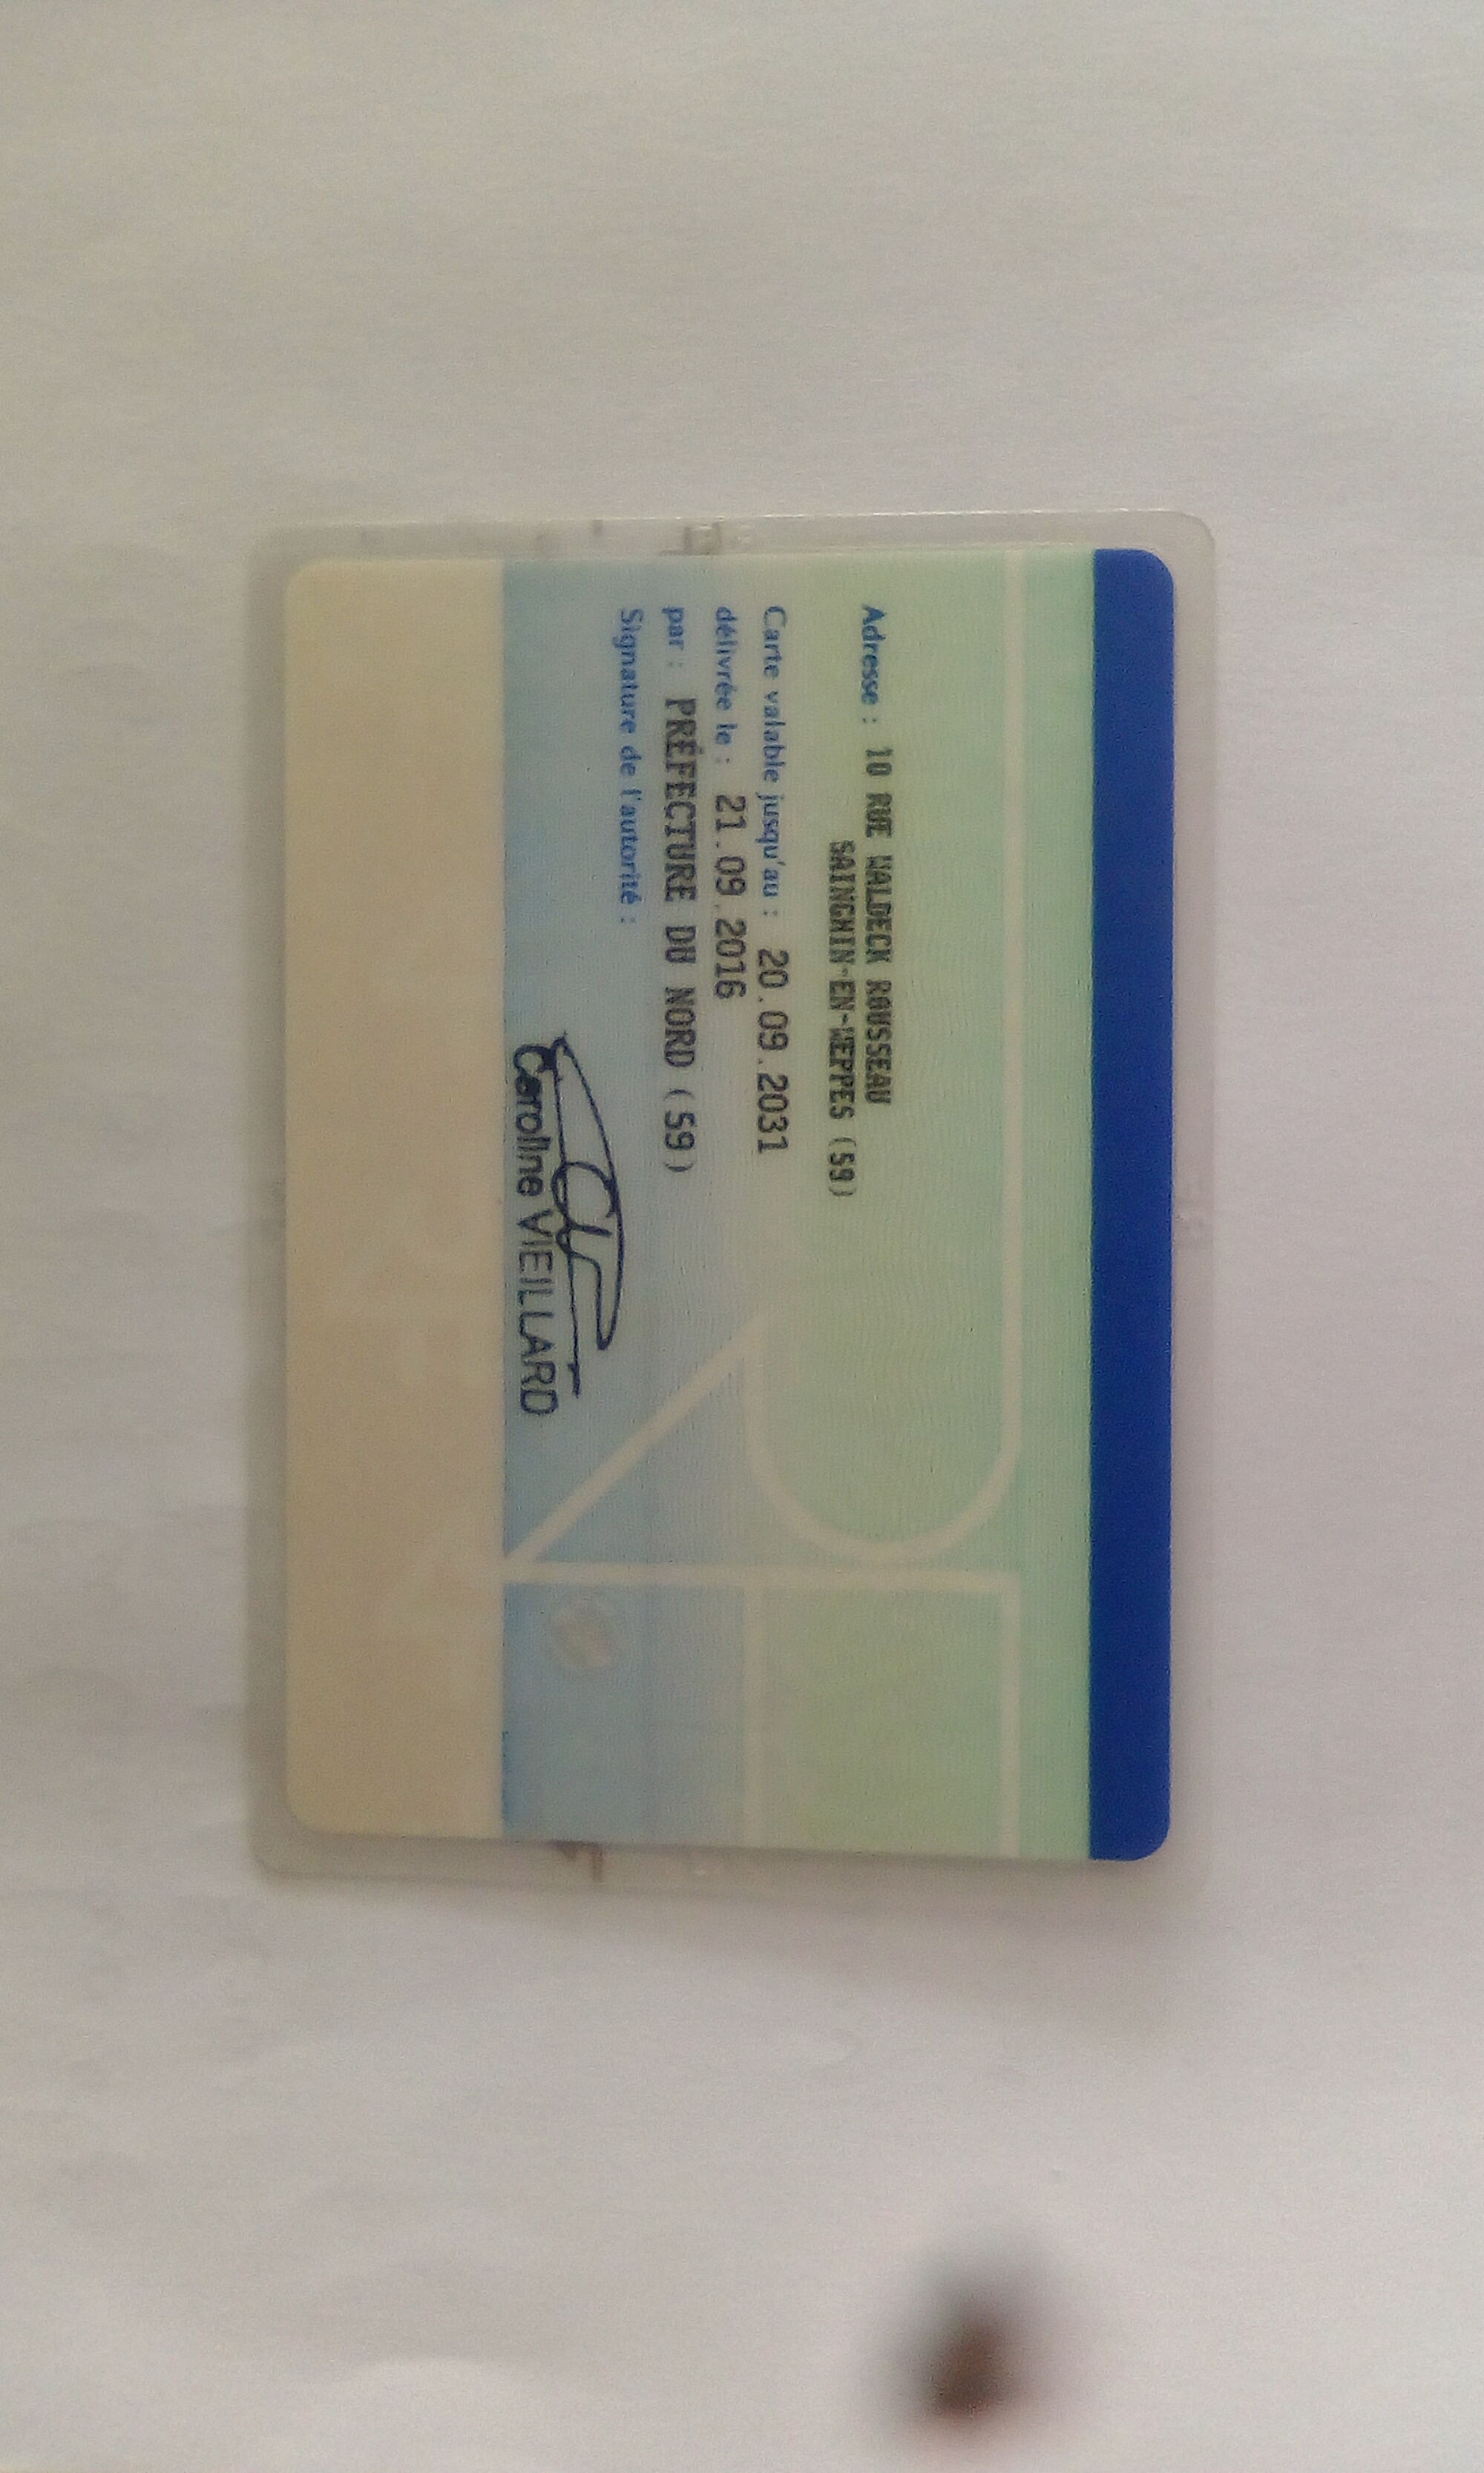 Adresse : 10 RUE WALDECK ROUSSEAU
SAINGHIN-EN-WEPPES (59)
Carte valable jusqu'au : 20.09.2031
délivrée le : 21.09.2016
par : PRÉFECTURE DU NORD (59)
Signature de l'autorité :
Caroline VIEILLARD